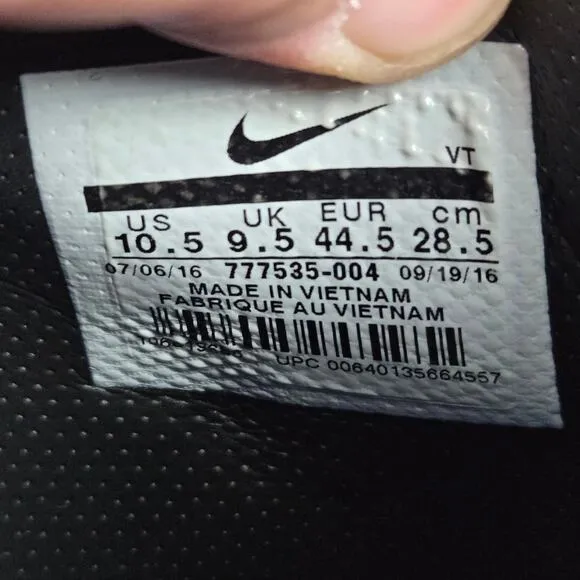 VT
US UK EUR cm
10.5 9.5 44.5 28.5
07/06/16 777535-004 09/19/16
MADE IN VIETNAM
FABRIQUE AU VIETNAM
UPC 00640135664557